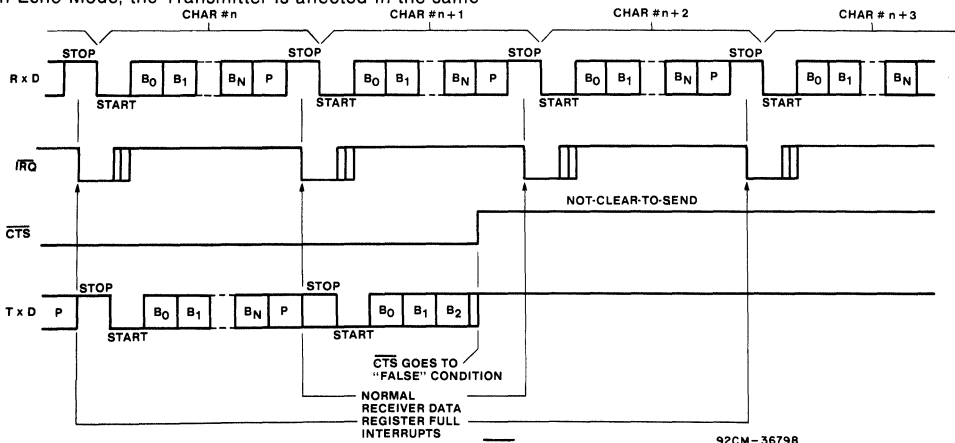 n Echo Mode, the Transmitter is affected in the same
CHAR #n CHAR #n+1 CHAR #n+2 CHAR #n+3
STOP STOP STOP STOP
R x D B0 B1 BN P B0 B1 BN P B0 B1 BN P B0 B1 BN
START START START START
IRQ
NOT-CLEAR-TO-SEND
CTS
STOP STOP
T x D P B0 B1 BN P B0 B1 B2
START START
CTS GOES TO
"FALSE" CONDITION
NORMAL
RECEIVER DATA
REGISTER FULL
INTERRUPTS
92CM-36798